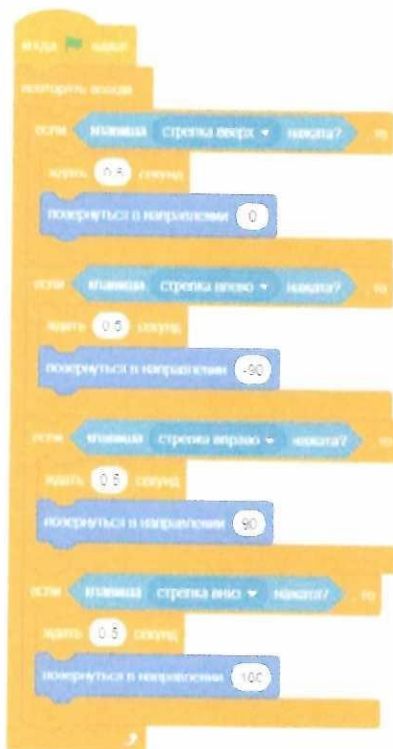 когда нажат
повторять всегда
если клавиша стрелка вверх нажата? , то
ждать 0.5 секунд
повернуться в направлении 0
если клавиша стрелка влево нажата? , то
ждать 0.5 секунд
повернуться в направлении -90
если клавиша стрелка вправо нажата? , то
ждать 0.5 секунд
повернуться в направлении 90
если клавиша стрелка вниз нажата? , то
ждать 0.5 секунд
повернуться в направлении